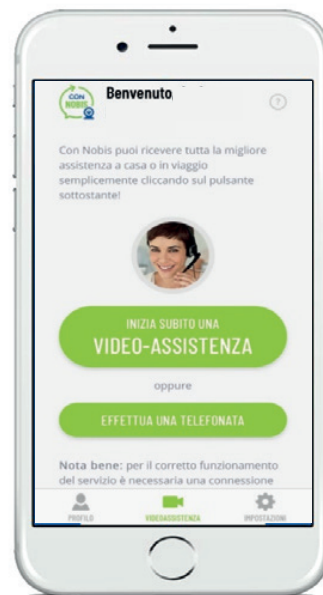 CON
NOBIS
Benvenuto,
?
Con Nobis puoi ricevere tutta la migliore
assistenza a casa o in viaggio
semplicemente cliccando sul pulsante
sottostante!
INIZIA SUBITO UNA
VIDEO-ASSISTENZA
oppure
EFFETTUA UNA TELEFONATA
Nota bene: per il corretto funzionamento
del servizio è necessaria una connessione
PROFILO VIDEOASSISTENZA IMPOSTAZIONI